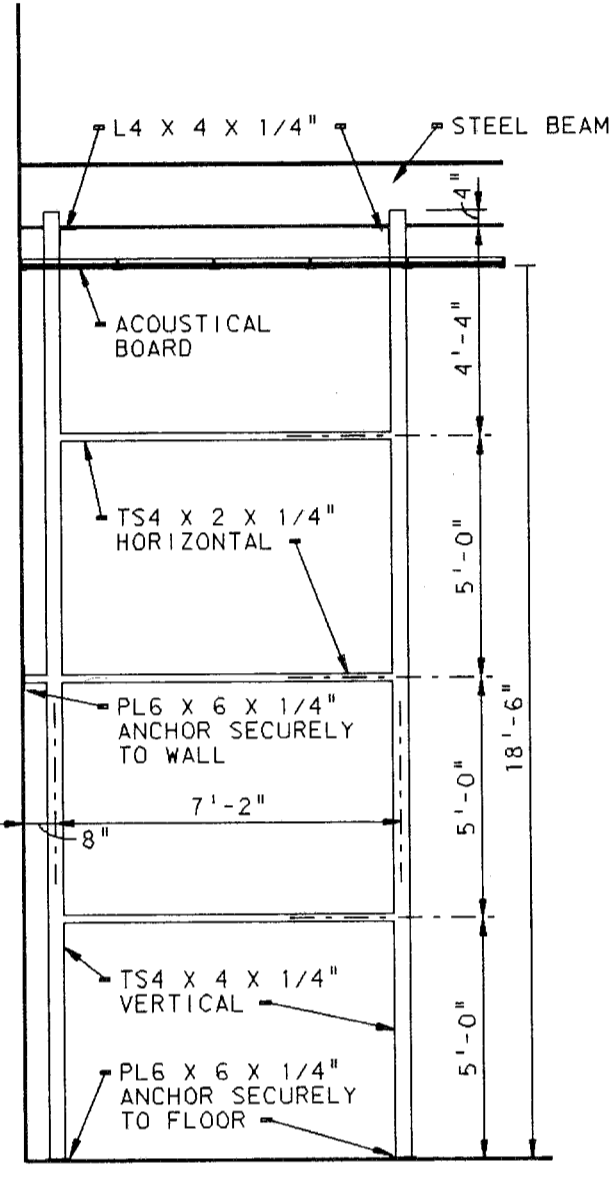 L4 X 4 X 1/4"
STEEL BEAM
4"
ACOUSTICAL
BOARD
4'-4"
TS4 X 2 X 1/4"
HORIZONTAL
5'-0"
PL6 X 6 X 1/4"
ANCHOR SECURELY
TO WALL
18'-6"
7'-2"
8"
5'-0"
TS4 X 4 X 1/4"
VERTICAL
5'-0"
PL6 X 6 X 1/4"
ANCHOR SECURELY
TO FLOOR